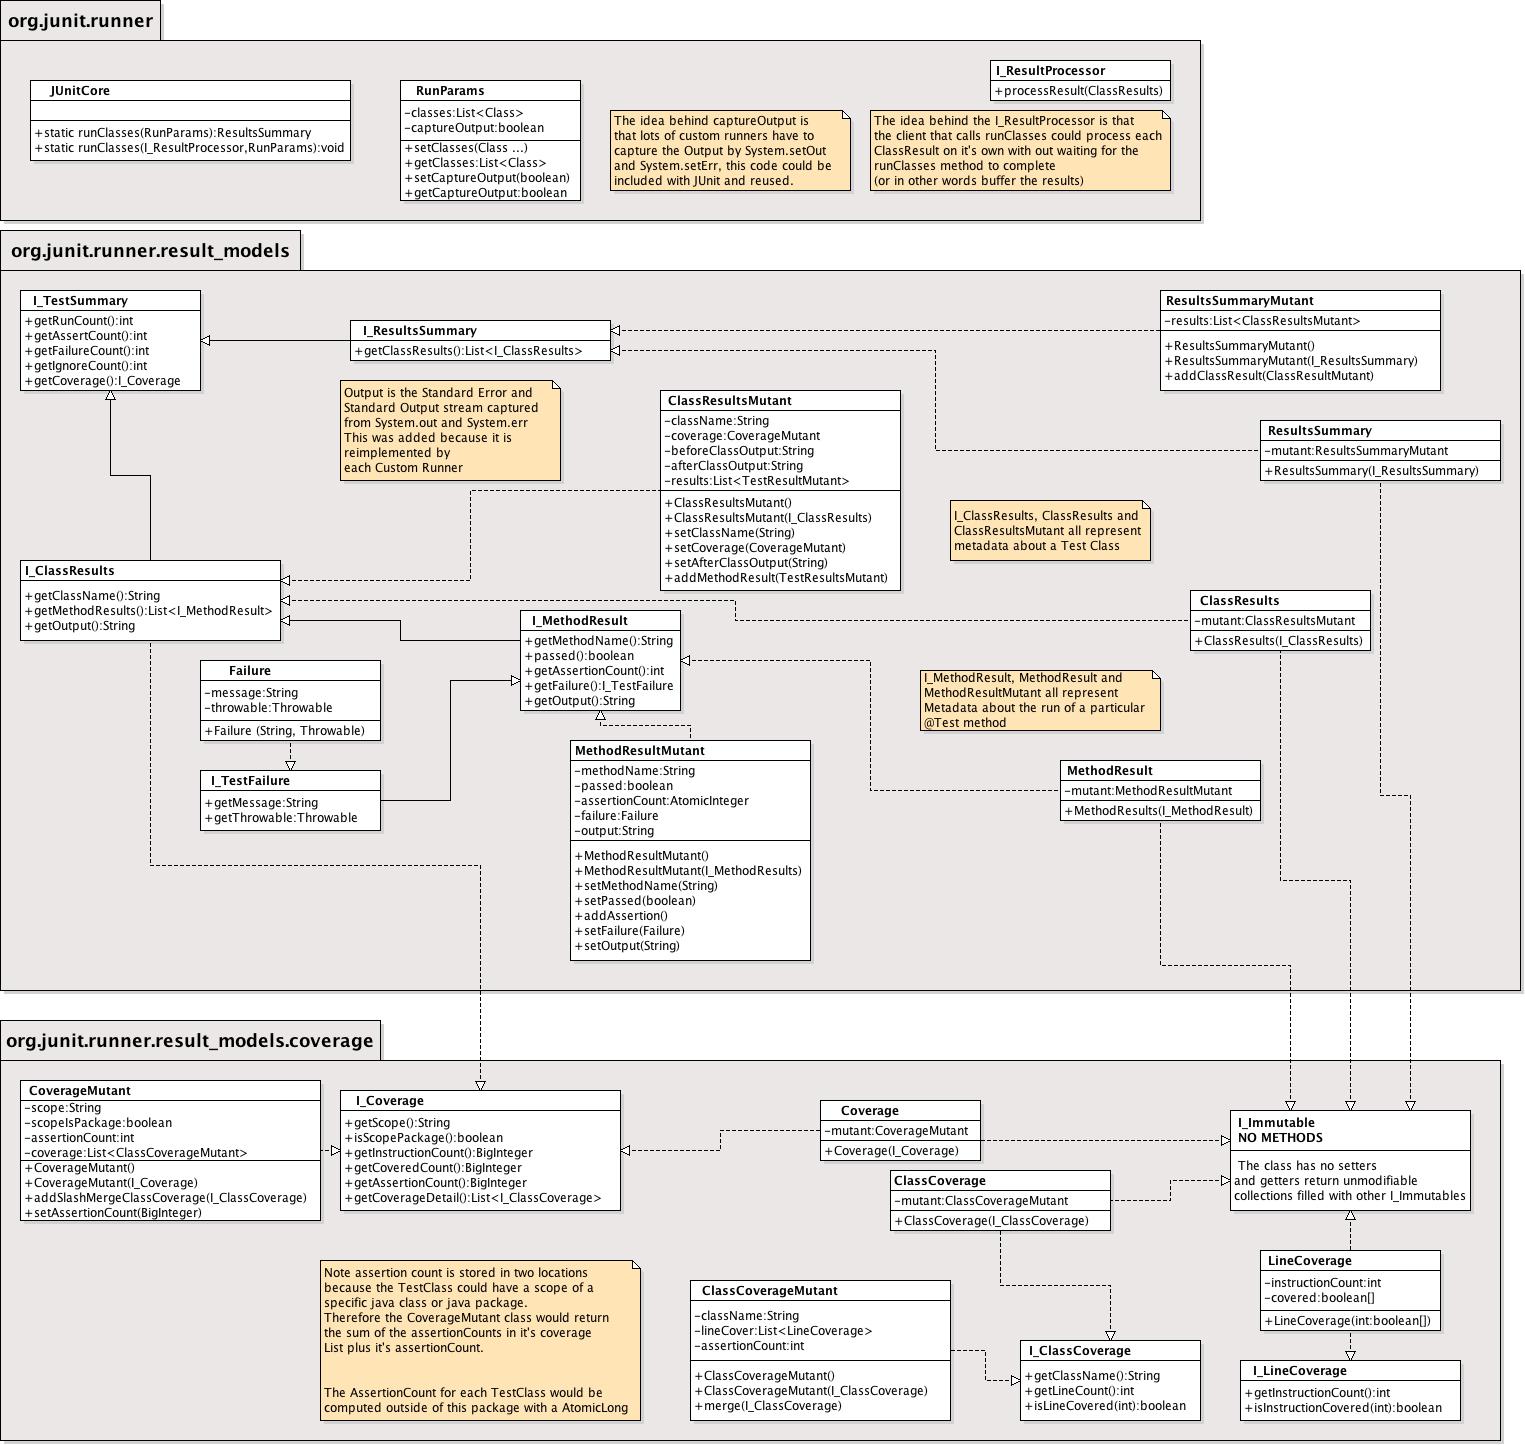 org.junit.runner
JUnitCore
+static runClasses(RunParams):ResultsSummary
+static runClasses(I_ResultProcessor,RunParams):void
RunParams
-classes:List<Class>
-captureOutput:boolean
+setClasses(Class ...)
+getClasses:List<Class>
+setCaptureOutput(boolean)
+getCaptureOutput:boolean
The idea behind captureOutput is
that lots of custom runners have to
capture the Output by System.setOut
and System.setErr, this code could be
included with JUnit and reused.
I_ResultProcessor
+processResult(ClassResults)
The idea behind the I_ResultProcessor is that
the client that calls runClasses could process each
ClassResult on it's own with out waiting for the
runClasses method to complete
(or in other words buffer the results)
org.junit.runner.result_models
I_TestSummary
+getRunCount():int
+getAssertCount():int
+getFailureCount():int
+getIgnoreCount():int
+getCoverage():I_Coverage
I_ResultsSummary
+getClassResults():List<I_ClassResults>
ResultsSummaryMutant
-results:List<ClassResultsMutant>
+ResultsSummaryMutant()
+ResultsSummaryMutant(I_ResultsSummary)
+addClassResult(ClassResultMutant)
Output is the Standard Error and
Standard Output stream captured
from System.out and System.err
This was added because it is
reimplemented by
each Custom Runner
ClassResultsMutant
-className:String
-coverage:CoverageMutant
-beforeClassOutput:String
-afterClassOutput:String
-results:List<TestResultMutant>
+ClassResultsMutant()
+ClassResultsMutant(I_ClassResults)
+setClassName(String)
+setCoverage(CoverageMutant)
+setAfterClassOutput(String)
+addMethodResult(TestResultsMutant)
ResultsSummary
-mutant:ResultsSummaryMutant
+ResultsSummary(I_ResultsSummary)
I_ClassResults, ClassResults and
ClassResultsMutant all represent
metadata about a Test Class
I_ClassResults
+getClassName():String
+getMethodResults():List<I_MethodResult>
+getOutput():String
ClassResults
-mutant:ClassResultsMutant
+ClassResults(I_ClassResults)
I_MethodResult
+getMethodName():String
+passed():boolean
+getAssertionCount():int
+getFailure():I_TestFailure
+getOutput():String
Failure
-message:String
-throwable:Throwable
+Failure (String, Throwable)
I_MethodResult, MethodResult and
MethodResultMutant all represent
Metadata about the run of a particular
@Test method
I_TestFailure
+getMessage:String
+getThrowable:Throwable
MethodResultMutant
-methodName:String
-passed:boolean
-assertionCount:AtomicInteger
-failure:Failure
-output:String
+MethodResultMutant()
+MethodResultMutant(I_MethodResults)
+setMethodName(String)
+setPassed(boolean)
+addAssertion()
+setFailure(Failure)
+setOutput(String)
MethodResult
-mutant:MethodResultMutant
+MethodResults(I_MethodResult)
org.junit.runner.result_models.coverage
CoverageMutant
-scope:String
-scopeIsPackage:boolean
-assertionCount:int
-coverage:List<ClassCoverageMutant>
+CoverageMutant()
+CoverageMutant(I_Coverage)
+addSlashMergeClassCoverage(I_ClassCoverage)
+setAssertionCount(BigInteger)
I_Coverage
+getScope():String
+isScopePackage():boolean
+getInstructionCount():BigInteger
+getCoveredCount():BigInteger
+getAssertionCount():BigInteger
+getCoverageDetail():List<I_ClassCoverage>
Coverage
-mutant:CoverageMutant
+Coverage(I_Coverage)
I_Immutable
NO METHODS
The class has no setters
and getters return unmodifiable
collections filled with other I_Immutables
ClassCoverage
-mutant:ClassCoverageMutant
+ClassCoverage(I_ClassCoverage)
Note assertion count is stored in two locations
because the TestClass could have a scope of a
specific java class or java package.
Therefore the CoverageMutant class would return
the sum of the assertionCounts in it's coverage
List plus it's assertionCount.
The AssertionCount for each TestClass would be
computed outside of this package with a AtomicLong
ClassCoverageMutant
-className:String
-lineCover:List<LineCoverage>
-assertionCount:int
+ClassCoverageMutant()
+ClassCoverageMutant(I_ClassCoverage)
+merge(I_ClassCoverage)
LineCoverage
-instructionCount:int
-covered:boolean[]
+LineCoverage(int:boolean[])
I_ClassCoverage
+getClassName():String
+getLineCount():int
+isLineCovered(int):boolean
I_LineCoverage
+getInstructionCount():int
+isInstructionCovered(int):boolean